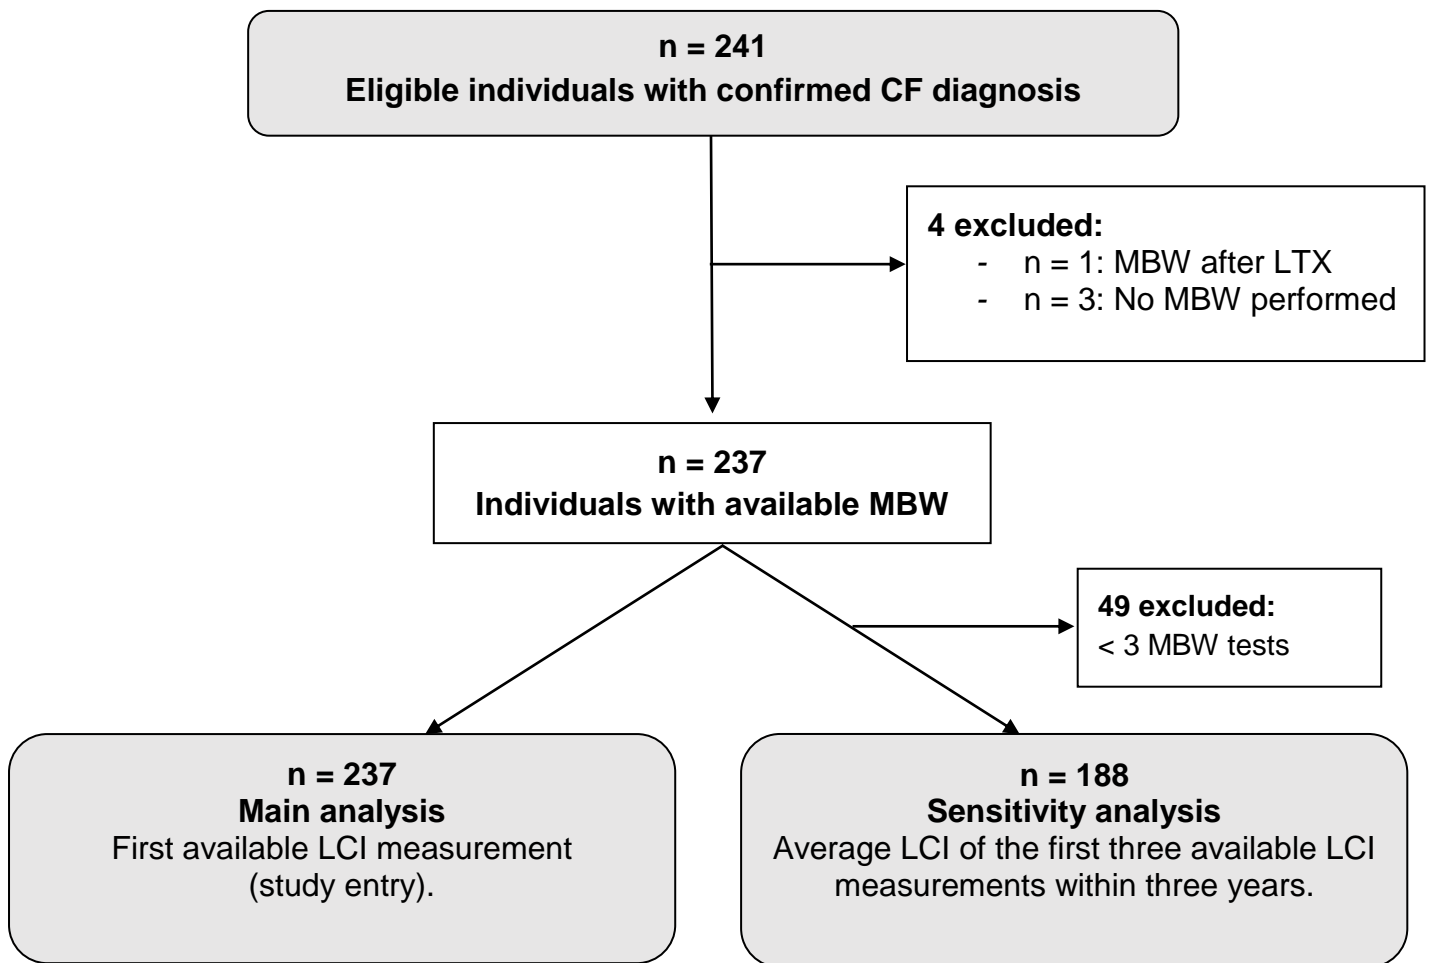 n = 241
Eligible individuals with confirmed CF diagnosis
4 excluded:
- n = 1: MBW after LTX
- n = 3: No MBW performed
n = 237
Individuals with available MBW
49 excluded:
< 3 MBW tests
n = 237
Main analysis
First available LCI measurement
(study entry).
n = 188
Sensitivity analysis
Average LCI of the first three available LCI
measurements within three years.